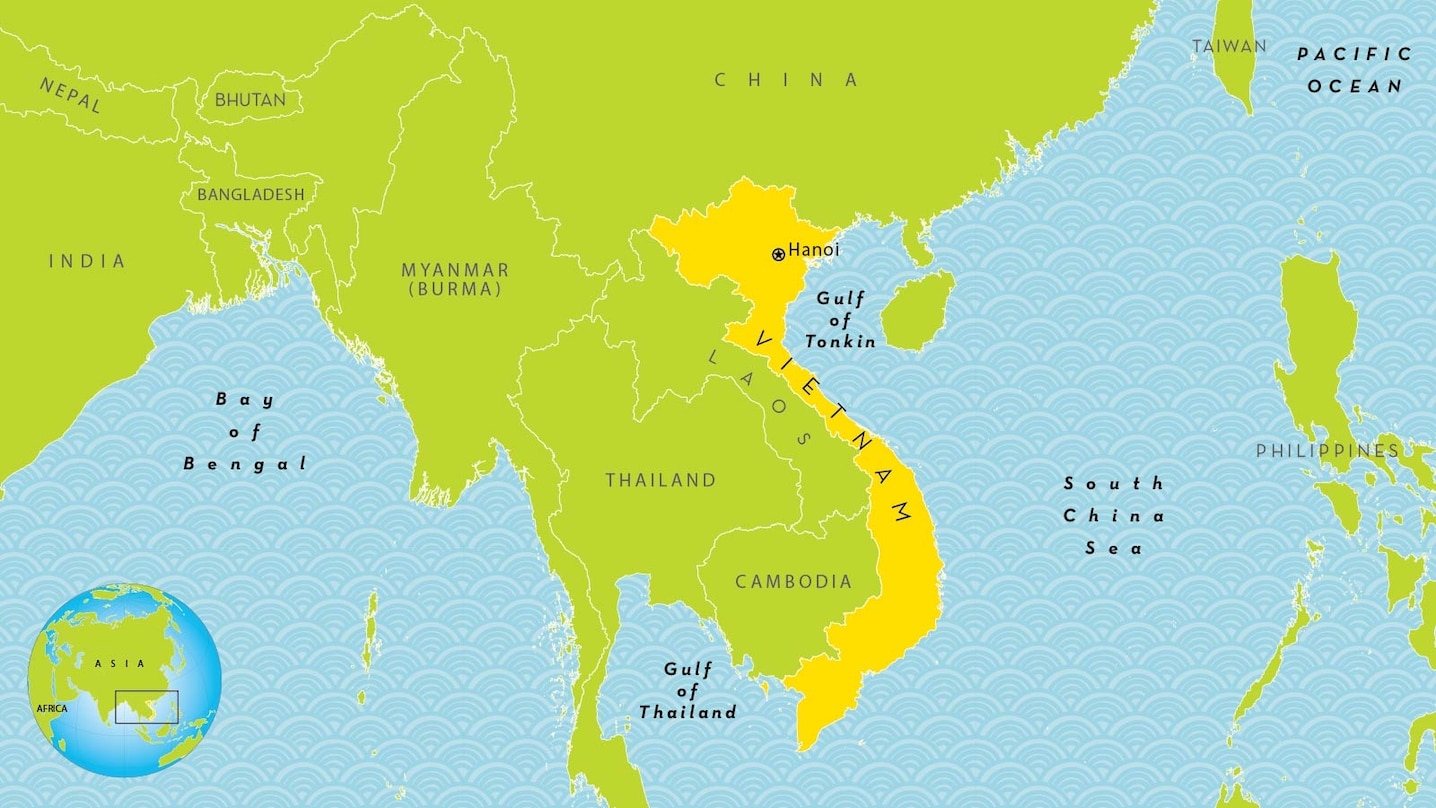 TAIWAN
PACIFIC
OCEAN
CHINA
NEPAL
BHUTAN
BANGLADESH
INDIA
MYANMAR
(BURMA)
Hanoi
Gulf
of
Tonkin
VIETNAM
LAOS
Bay
of
Bengal
THAILAND
PHILIPPINES
South
China
Sea
CAMBODIA
Gulf
of
Thailand
ASIA
AFRICA